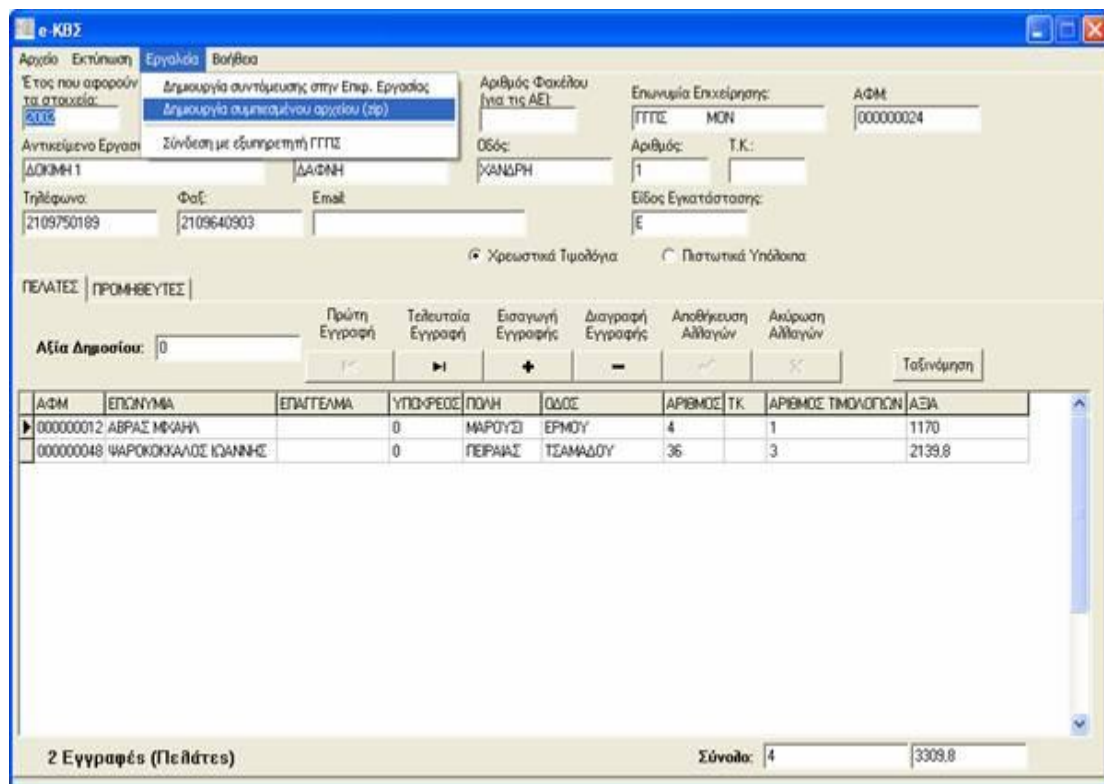 e-ΚΒΣ
Αρχείο Εκτύπωση Εργαλεία Βοήθεια
Έτος που αφορούν τα στοιχεία:
2002
Δημιουργία συντόμευσης στην Επιφ. Εργασίας
Δημιουργία συμπιεσμένου αρχείου (zip)
Σύνδεση με εξυπηρετητή ΓΓΠΣ
Αριθμός Φακέλου (για τις ΑΕ):
Επωνυμία Επιχείρησης:
ΓΓΠΣ ΜΟΝ
ΑΦΜ:
000000024
Αντικείμενο Εργασι
ΔΟΚΙΜΗ 1
ΔΑΦΝΗ
Οδός:
ΧΑΝΔΡΗ
Αριθμός:
1
Τ.Κ.:
Τηλέφωνο:
2109750189
Φαξ:
2109640903
Email:
Είδος Εγκατάστασης:
Ε
Χρεωστικά Τιμολόγια
Πιστωτικά Υπόλοιπα
ΠΕΛΑΤΕΣ ΠΡΟΜΗΘΕΥΤΕΣ
Αξία Δημοσίου: 0
Πρώτη Εγγραφή
Τελευταία Εγγραφή
Εισαγωγή Εγγραφής
Διαγραφή Εγγραφής
Αποθήκευση Αλλαγών
Ακύρωση Αλλαγών
Ταξινόμηση
ΑΦΜ ΕΠΩΝΥΜΙΑ ΕΠΑΓΓΕΛΜΑ ΥΠΟΧΡΕΟΣ ΠΟΛΗ ΟΔΟΣ ΑΡΙΘΜΟΣ ΤΚ ΑΡΙΘΜΟΣ ΤΙΜΟΛΟΓΙΩΝ ΑΞΙΑ
000000012 ΑΒΡΑΣ ΜΙΧΑΗΛ 0 ΜΑΡΟΥΣΙ ΕΡΜΟΥ 4 1 1170
000000048 ΨΑΡΟΚΟΚΚΑΛΟΣ ΙΩΑΝΝΗΣ 0 ΠΕΙΡΑΙΑΣ ΤΣΑΜΑΔΟΥ 36 3 2139,8
2 Εγγραφές (Πελάτες)
Σύνολο: 4 3309,8